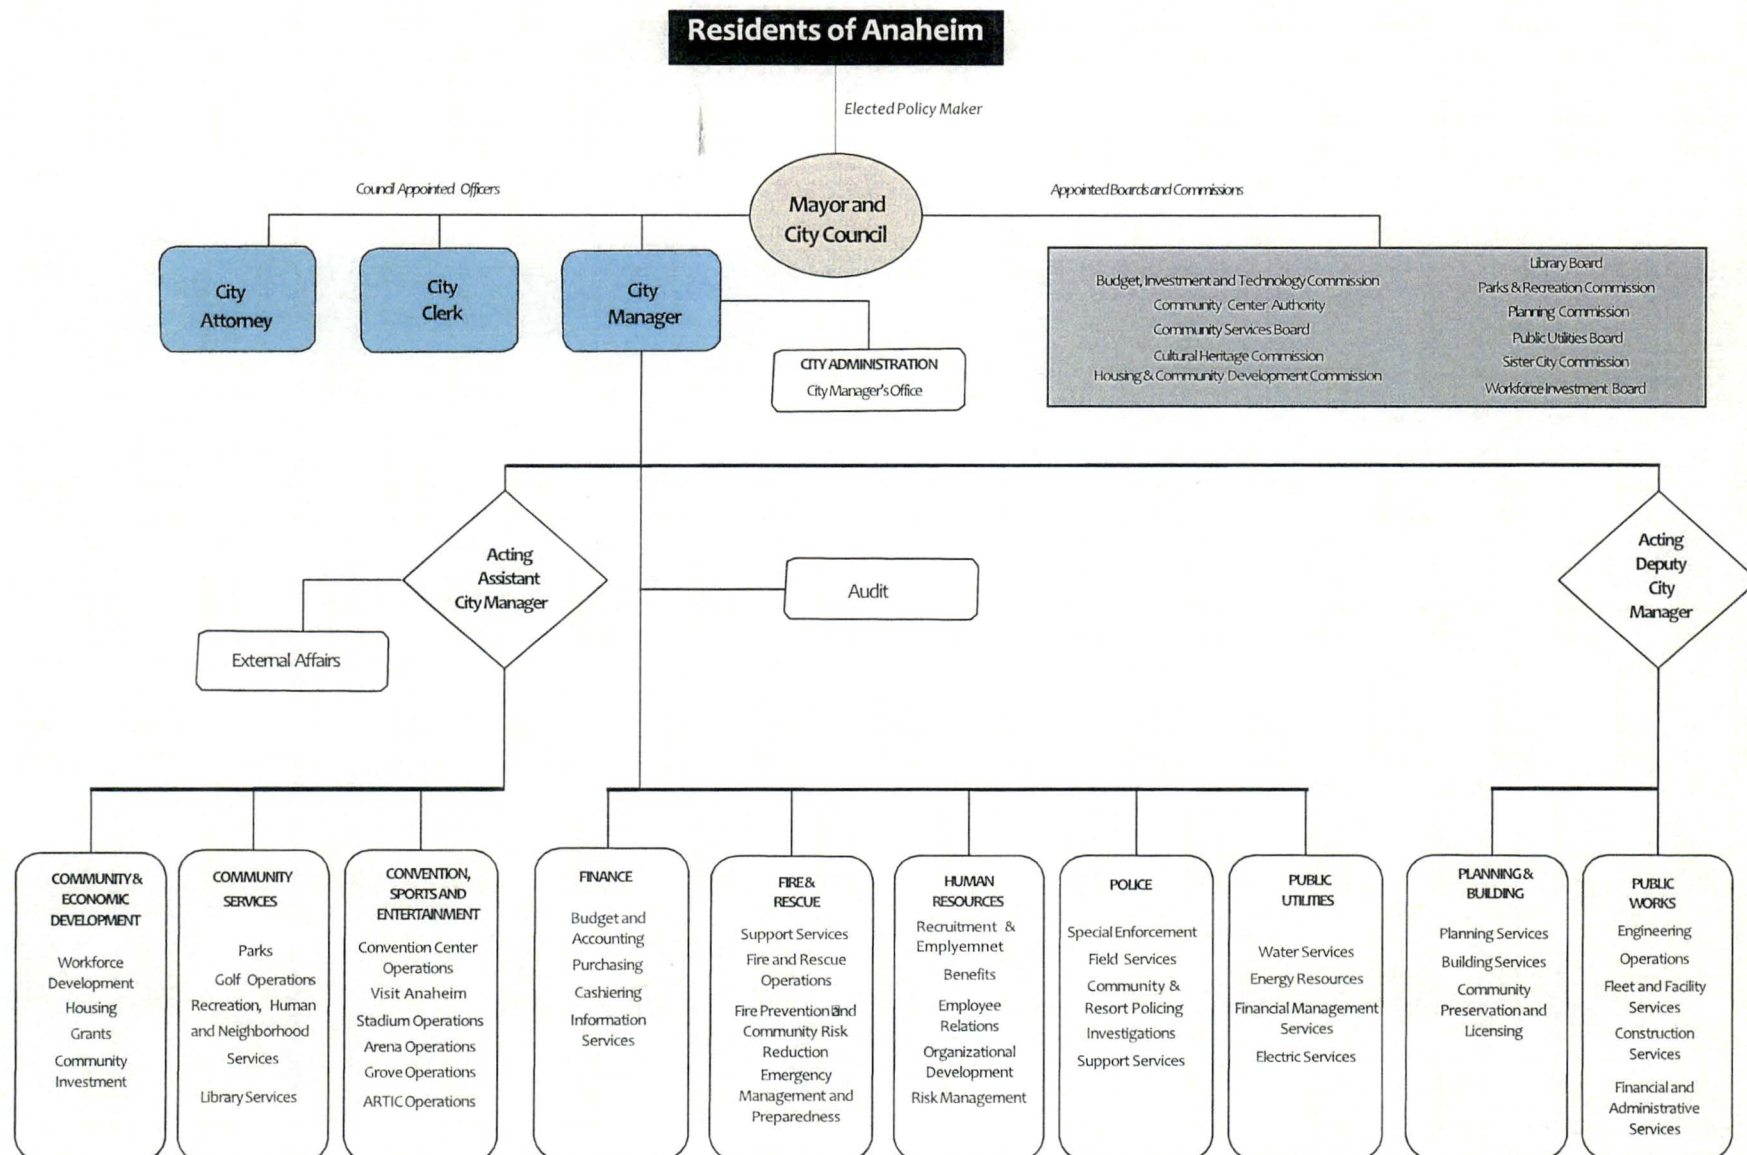 Residents of Anaheim
Elected Policy Maker
Council Appointed Officers
Appointed Boards and Commissions
Mayor and
City Council
City
Attorney
City
Clerk
City
Manager
CITY ADMINISTRATION
City Manager's Office
Budget, Investment and Technology Commission
Community Center Authority
Community Services Board
Cultural Heritage Commission
Housing & Community Development Commission
Library Board
Parks & Recreation Commission
Planning Commission
Public Utilities Board
Sister City Commission
Workforce Investment Board
Acting
Assistant
City Manager
External Affairs
Audit
Acting
Deputy
City
Manager
COMMUNITY &
ECONOMIC
DEVELOPMENT
Workforce
Development
Housing
Grants
Community
Investment
COMMUNITY
SERVICES
Parks
Golf Operations
Recreation, Human
and Neighborhood
Services
Library Services
CONVENTION,
SPORTS AND
ENTERTAINMENT
Convention Center
Operations
Visit Anaheim
Stadium Operations
Arena Operations
Grove Operations
ARTIC Operations
FINANCE
Budget and
Accounting
Purchasing
Cashiering
Information
Services
FIRE &
RESCUE
Support Services
Fire and Rescue
Operations
Fire Prevention and
Community Risk
Reduction
Emergency
Management and
Preparedness
HUMAN
RESOURCES
Recruitment &
Emplyemnet
Benefits
Employee
Relations
Organizational
Development
Risk Management
POLICE
Special Enforcement
Field Services
Community &
Resort Policing
Investigations
Support Services
PUBLIC
UTILITIES
Water Services
Energy Resources
Financial Management
Services
Electric Services
PLANNING &
BUILDING
Planning Services
Building Services
Community
Preservation and
Licensing
PUBLIC
WORKS
Engineering
Operations
Fleet and Facility
Services
Construction
Services
Financial and
Administrative
Services